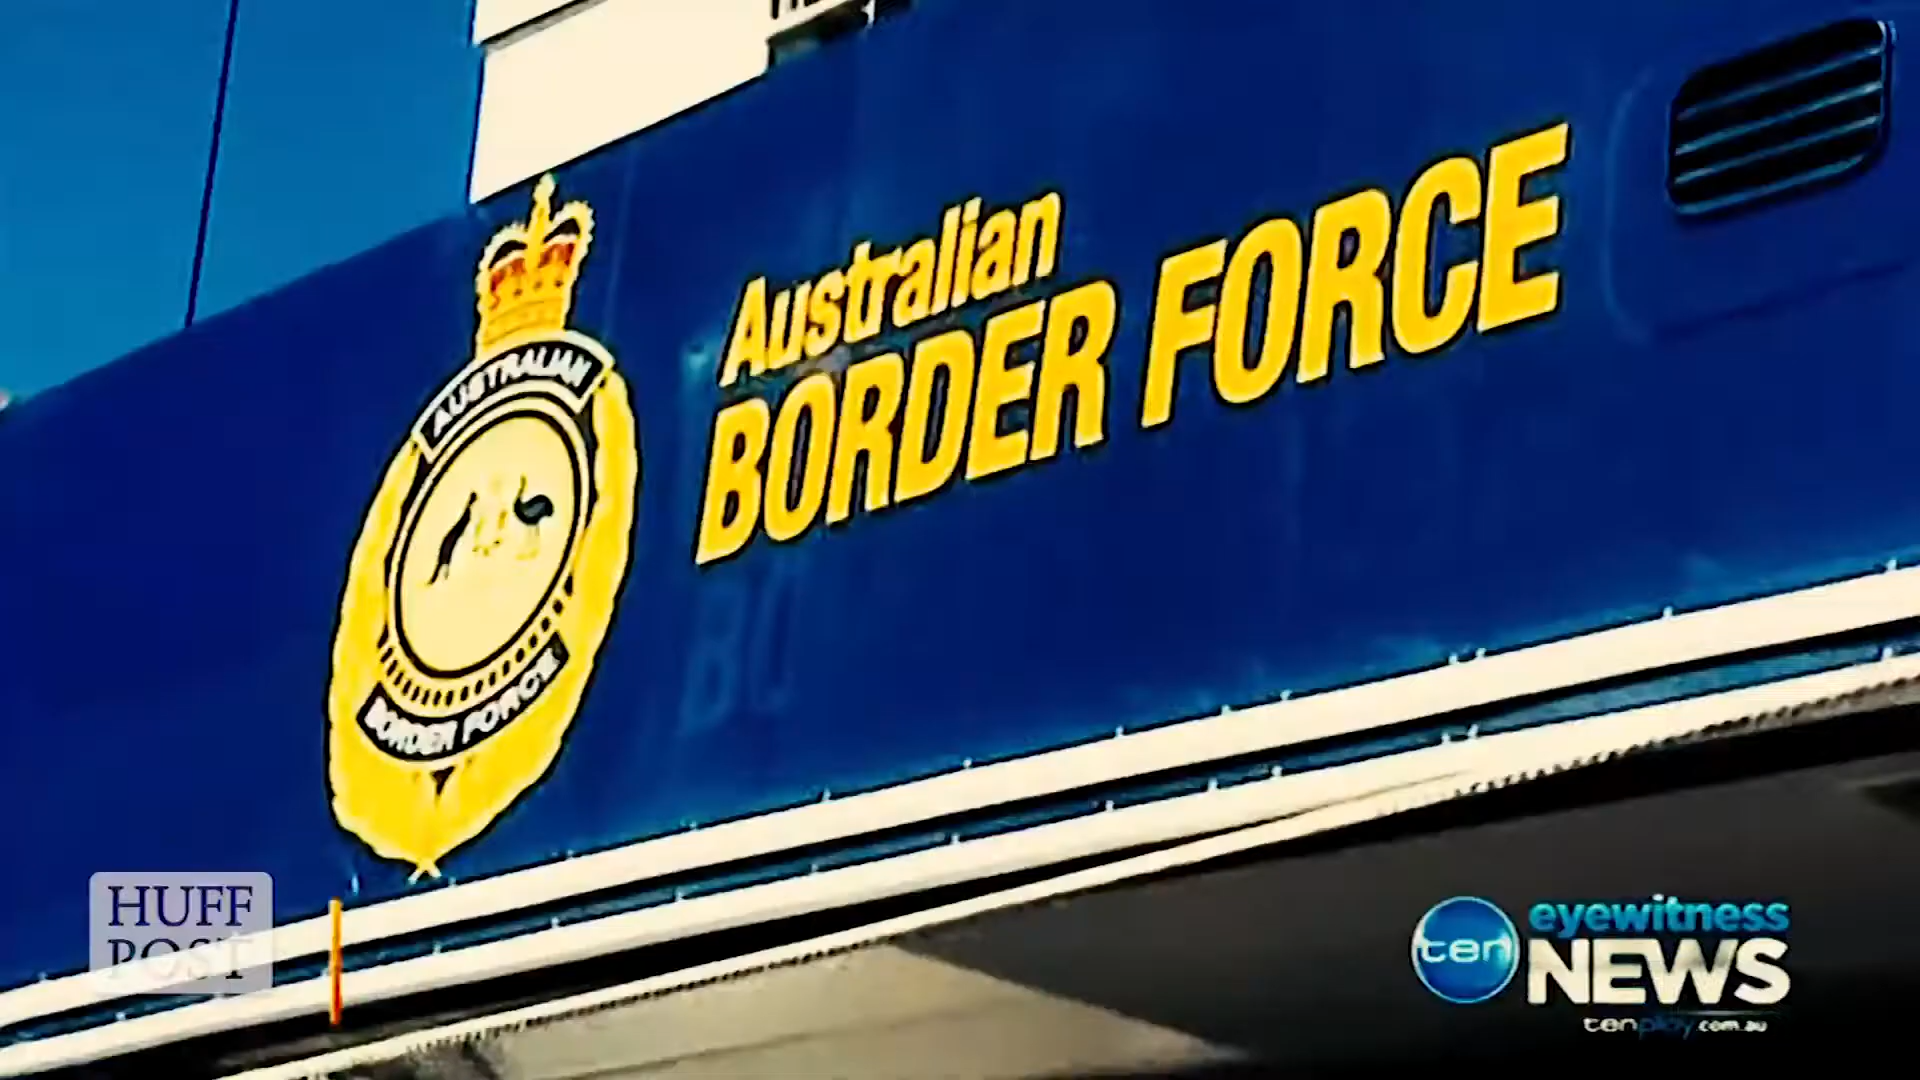 Australian
BORDER FORCE
AUSTRALIAN
BORDER FORCE
HUFF
POST
ten
eyewitness
NEWS
tenplay.com.au